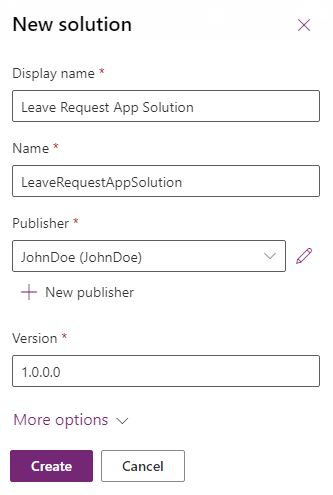 New solution
Display name *
Leave Request App Solution
Name *
LeaveRequestAppSolution
Publisher *
JohnDoe (JohnDoe)
New publisher
Version *
1.0.0.0
More options
Create Cancel